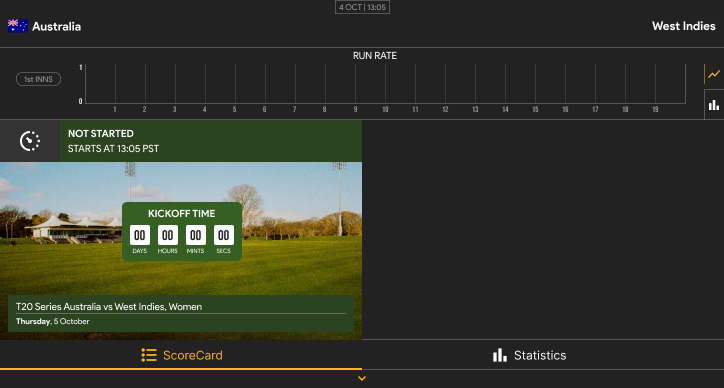 4 OCT | 13:05
Australia
West Indies
RUN RATE
1st INNS
1
0
1 2 3 4 5 6 7 8 9 10 11 12 13 14 15 16 17 18 19
NOT STARTED
STARTS AT 13:05 PST
KICKOFF TIME
00 00 00 00
DAYS HOURS MINTS SECS
T20 Series Australia vs West Indies, Women
Thursday, 5 October
ScoreCard
Statistics